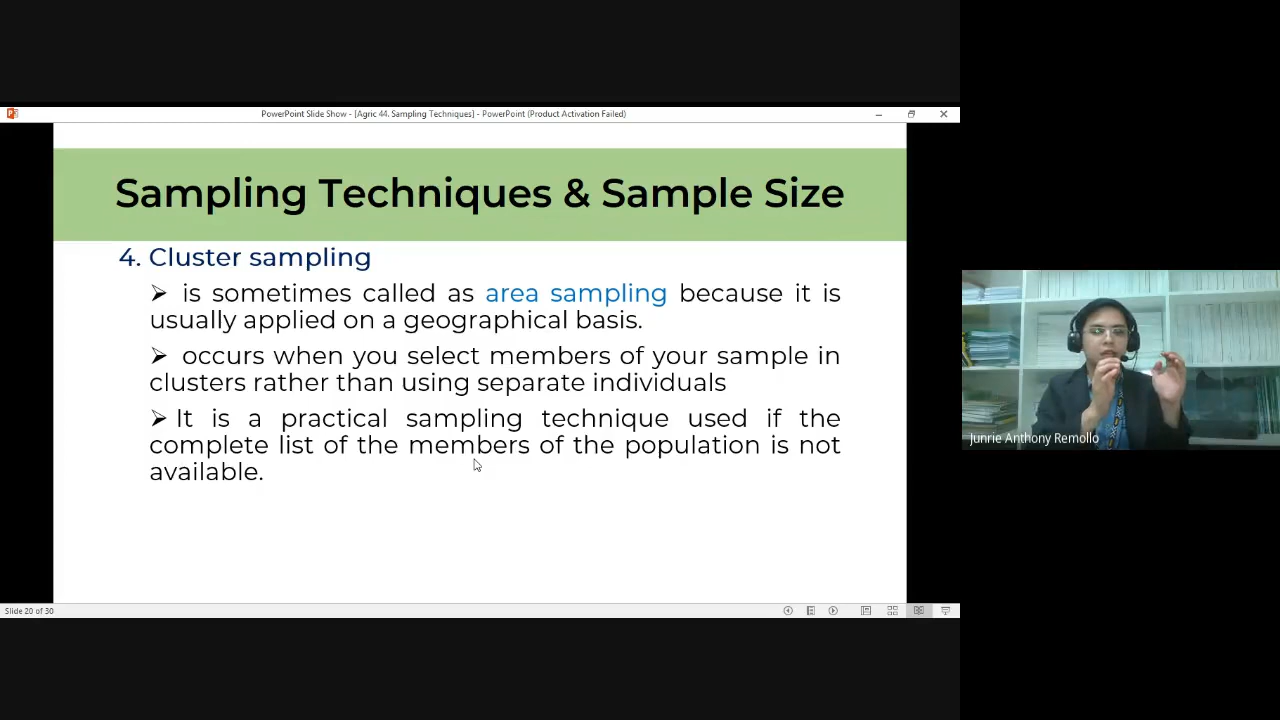 PowerPoint Slide Show - [Agric 44. Sampling Techniques] - PowerPoint (Product Activation Failed)
Sampling Techniques & Sample Size
4. Cluster sampling
➢ is sometimes called as area sampling because it is
usually applied on a geographical basis.
➢ occurs when you select members of your sample in
clusters rather than using separate individuals
➢ It is a practical sampling technique used if the
complete list of the members of the population is not
available.
Junrie Anthony Remollo
Slide 20 of 30